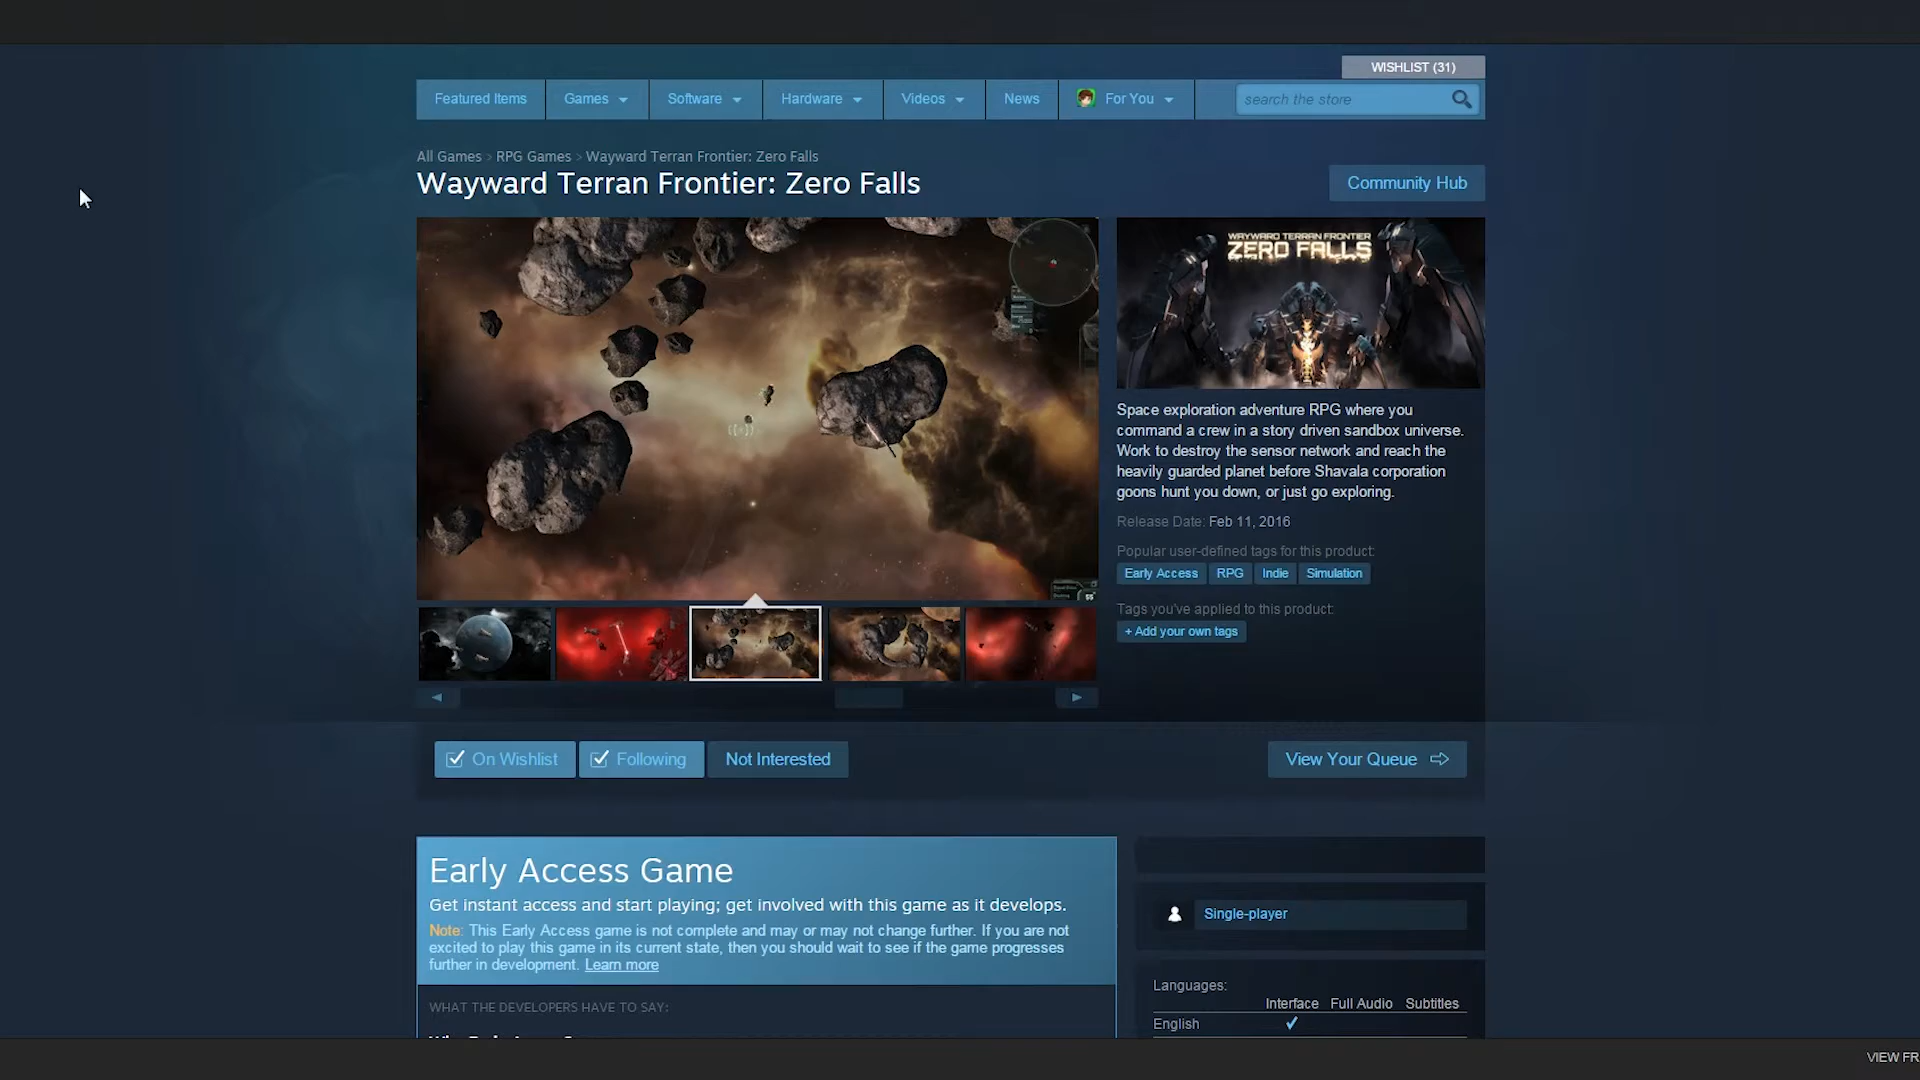 WISHLIST (31)
Featured Items
Games
Software
Hardware
Videos
News
For You
search the store
All Games > RPG Games > Wayward Terran Frontier: Zero Falls
Wayward Terran Frontier: Zero Falls
Community Hub
WAYWARD TERRAN FRONTIER
ZERO FALLS
Space exploration adventure RPG where you
command a crew in a story driven sandbox universe.
Work to destroy the sensor network and reach the
heavily guarded planet before Shavala corporation
goons hunt you down, or just go exploring.
Release Date: Feb 11, 2016
Popular user-defined tags for this product:
Early Access
RPG
Indie
Simulation
Tags you've applied to this product:
+ Add your own tags
On Wishlist
Following
Not Interested
View Your Queue
Early Access Game
Get instant access and start playing; get involved with this game as it develops.
Note: This Early Access game is not complete and may or may not change further. If you are not
excited to play this game in its current state, then you should wait to see if the game progresses
further in development. Learn more
WHAT THE DEVELOPERS HAVE TO SAY:
Single-player
Languages:
Interface Full Audio Subtitles
English
VIEW FR